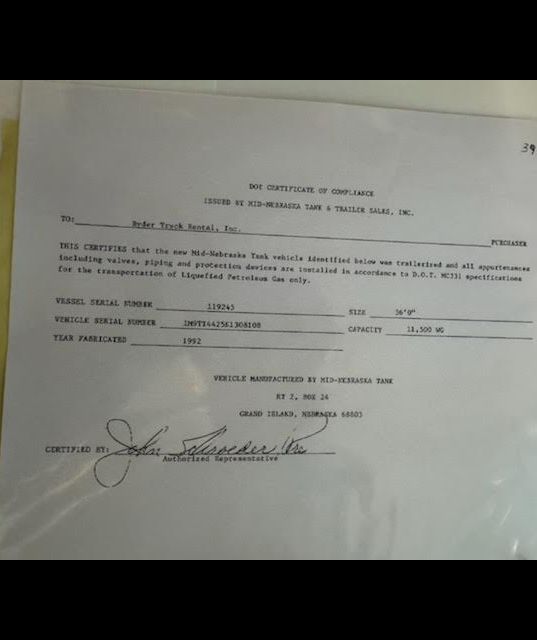 39
DOT CERTIFICATE OF COMPLIANCE
ISSUED BY MID-NEBRASKA TANK & TRAILER SALES, INC.
TO: Ryder Truck Rental, Inc. PURCHASER
THIS CERTIFIES that the new Mid-Nebraska Tank vehicle identified below was trailerized and all appurtenances
including valves, piping and protection devices are installed in accordance to D.O.T. MC331 specifications
for the transportation of Liquefied Petroleum Gas only.
VESSEL SERIAL NUMBER 119245 SIZE 36'0"
VEHICLE SERIAL NUMBER CAPACITY 11,500 WG
YEAR FABRICATED 1992
VEHICLE MANUFACTURED BY MID-NEBRASKA TANK
RT 2, BOX 24
GRAND ISLAND, NEBRASKA 68803
CERTIFIED BY: John Schroeder Pres
Authorized Representative